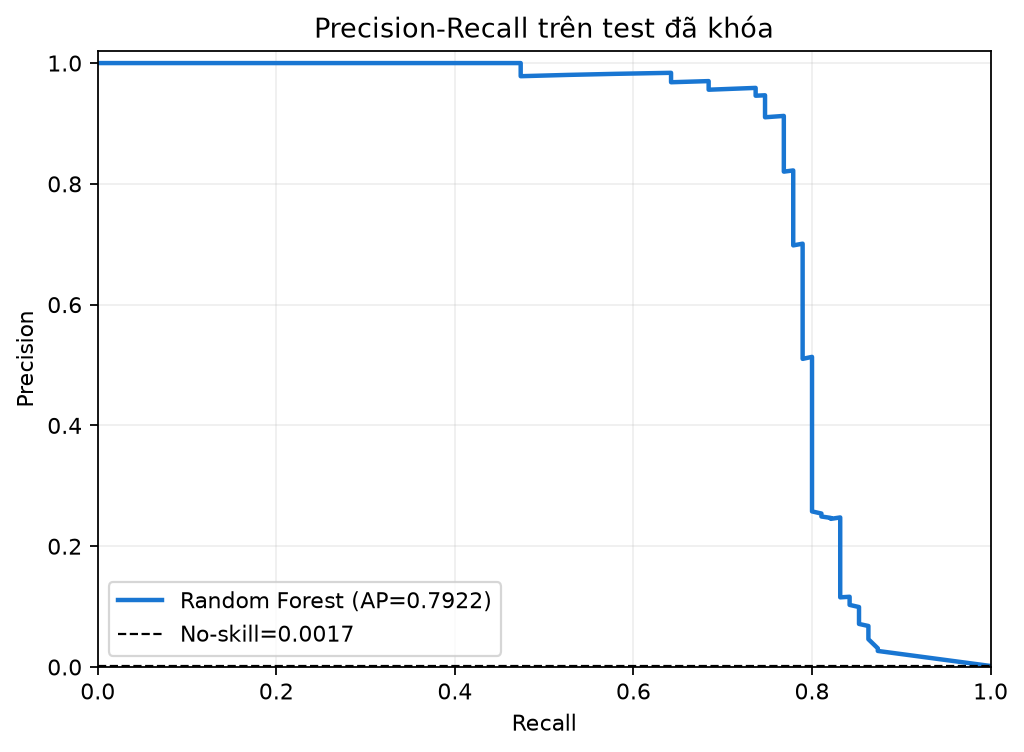 Precision-Recall trên test đã khóa
1.0
0.8
0.6
0.4
0.2
0.0
Precision
Random Forest (AP=0.7922)
No-skill=0.0017
0.0 0.2 0.4 0.6 0.8 1.0
Recall